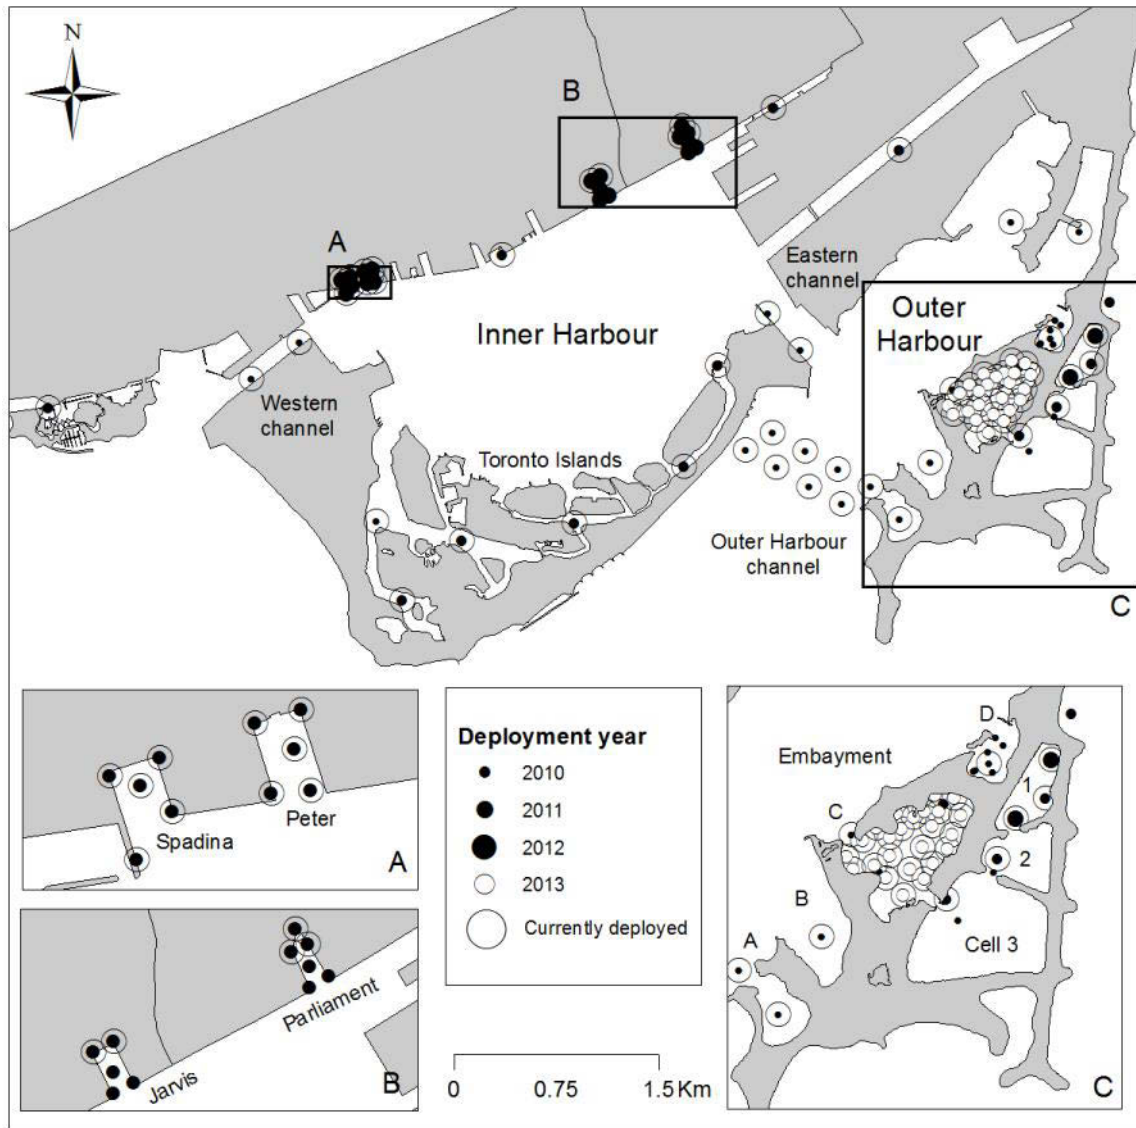 N
B
A
Eastern
channel
Outer
Harbour
Inner Harbour
Western
channel
Toronto Islands
Outer Harbour
channel
C
Spadina
Peter
A
Parliament
Jarvis
B
Deployment year
2010
2011
2012
2013
Currently deployed
0
0.75
1.5 Km
D
Embayment
1
C
2
B
Cell 3
A
C